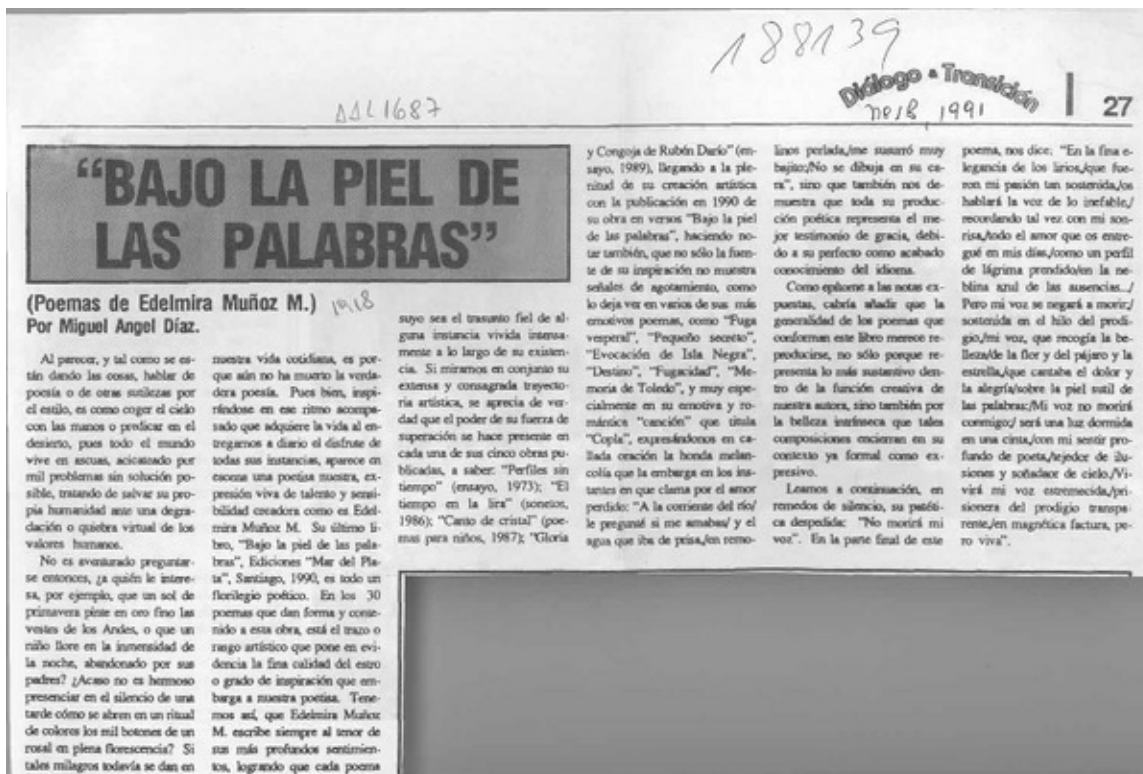 188139
Diálogo & Transición
27
AAL1687
Nº18, 1991
“BAJO LA PIEL DE
LAS PALABRAS”
(Poemas de Edelmira Muñoz M.) 1918
Por Miguel Angel Díaz.
Al parecer, y tal como se es-
tán dando las cosas, hablar de
poesía o de otras sutilezas por
el estilo, es como coger el cielo
con las manos o predicar en el
desierto, pues todo el mundo
vive en ascuas, acicateado por
mil problemas sin solución po-
sible, tratando de salvar su pro-
pia humanidad ante una degra-
dación o quiebra virtual de los
valores humanos.
No es aventurado preguntar-
se entonces, ¿a quién le intere-
sa, por ejemplo, que un sol de
primavera pinte en oro fino las
vestes de los Andes, o que un
niño llore en la inmensidad de
la noche, abandonado por sus
padres? ¿Acaso no es hermoso
presenciar en el silencio de una
tarde cómo se abren en un ritual
de colores los mil botones de un
rosal en plena florescencia? Si
tales milagros todavía se dan en
nuestra vida cotidiana, es por-
que aún no ha muerto la verda-
dera poesía. Pues bien, inspi-
rándose en ese ritmo acompa-
sado que adquiere la vida al en-
tregarnos a diario el disfrute de
todas sus instancias, aparece en
escena una poetisa nuestra, ex-
presión viva de talento y sensi-
bilidad creadora como es Edel-
mira Muñoz M. Su último li-
bro, “Bajo la piel de las pala-
bras”, Ediciones “Mar del Pla-
ta”, Santiago, 1990, es todo un
florilegio poético. En los 30
poemas que dan forma y conte-
nido a esta obra, está el trazo o
rasgo artístico que pone en evi-
dencia la fina calidad del estro
o grado de inspiración que em-
barga a nuestra poetisa. Tene-
mos así, que Edelmira Muñoz
M. escribe siempre al tenor de
sus más profundos sentimien-
tos, logrando que cada poema
suyo sea el trasunto fiel de al-
guna instancia vivida intensa-
mente a lo largo de su existen-
cia. Si miramos en conjunto su
extensa y consagrada trayecto-
ria artística, se aprecia de ver-
dad que el poder de su fuerza de
superación se hace presente en
cada una de sus cinco obras pu-
blicadas, a saber: “Perfiles sin
tiempo” (ensayo, 1973); “El
tiempo en la lira” (sonetos,
1986); “Canto de cristal” (poe-
mas para niños, 1987); “Gloria
y Congoja de Rubén Darío” (en-
sayo, 1989), llegando a la ple-
nitud de su creación artística
con la publicación en 1990 de
su obra en versos “Bajo la piel
de las palabras”, haciendo no-
tar también, que no sólo la fuen-
te de su inspiración no muestra
señales de agotamiento, como
lo deja ver en varios de sus más
emotivos poemas, como “Fuga
vesperal”, “Pequeño secreto”,
“Evocación de Isla Negra”,
“Destino”, “Fugacidad”, “Me-
moria de Toledo”, y muy espe-
cialmente en su emotiva y ro-
mántica “canción” que titula
“Copla”, expresándonos en ca-
llada oración la honda melan-
colía que la embarga en los ins-
tantes en que clama por el amor
perdido: “A la corriente del río/
le pregunté si me amabas/ y el
agua que iba de prisa,/en remo-
linos perlada,/me susurró muy
bajito:/No se dibuja en su ca-
ra”, sino que también nos de-
muestra que toda su produc-
ción poética representa el me-
jor testimonio de gracia, debi-
do a su perfecto como acabado
conocimiento del idioma.
Como epítome a las notas ex-
puestas, cabría añadir que la
generalidad de los poemas que
conforman este libro merece re-
producirse, no sólo porque re-
presenta lo más sustantivo den-
tro de la función creativa de
nuestra autora, sino también por
la belleza intrínseca que tales
composiciones encierran en su
contexto ya formal como ex-
presivo.
Leamos a continuación, en
remedos de silencio, su patéti-
ca despedida: “No morirá mi
voz”. En la parte final de este
poema, nos dice: “En la fina e-
legancia de los lirios,/que fue-
ron mi pasión tan sostenida,/os
hablará la voz de lo inefable,/
recordando tal vez con mi son-
risa,/todo el amor que os entre-
gué en mis días,/como un perfil
de lágrima prendido/en la ne-
blina azul de las ausencias.../
Pero mi voz se negará a morir,/
sostenida en el hilo del prodi-
gio,/mi voz, que recogía la be-
lleza/de la flor y del pájaro y la
estrella,/que cantaba el dolor y
la alegría/sobre la piel sutil de
las palabras:/Mi voz no morirá
conmigo;/ será una luz dormida
en una cinta,/con mi sentir pro-
fundo de poeta,/tejedor de ilu-
siones y soñador de cielo,/Vi-
virá mi voz estremecida,/pri-
sionera del prodigio transpa-
rente,/en magnética factura, pe-
ro viva”.